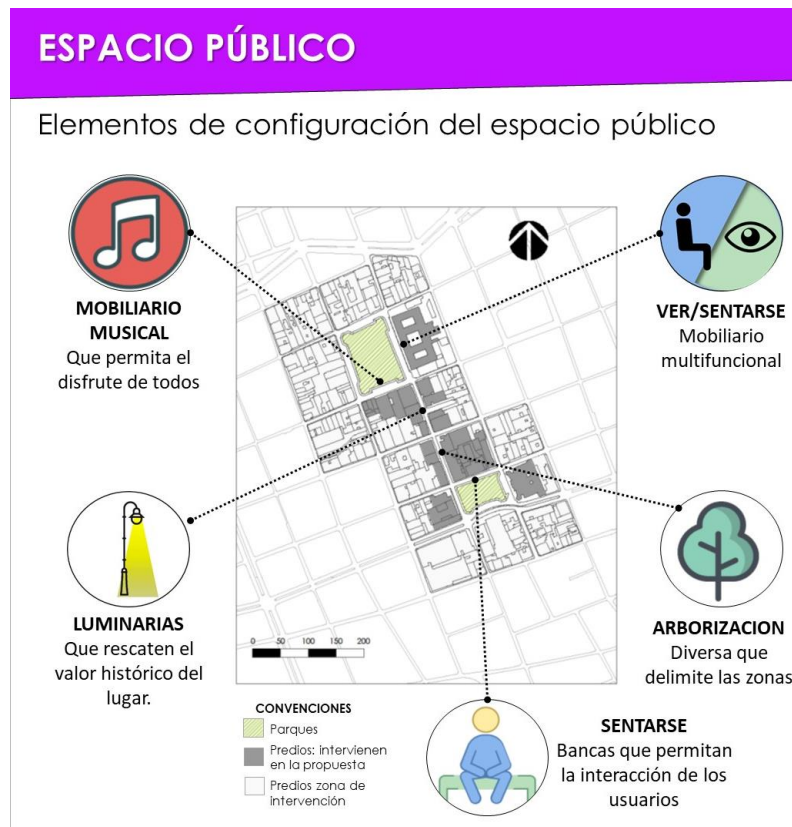 ESPACIO PÚBLICO
Elementos de configuración del espacio público
MOBILIARIO
MUSICAL
Que permita el
disfrute de todos
VER/SENTARSE
Mobiliario
multifuncional
LUMINARIAS
Que rescaten el
valor histórico del
lugar.
ARBORIZACION
Diversa que
delimite las zonas
0 50 100 150 200
CONVENCIONES
Parques
Predios: intervienen
en la propuesta
Predios zona de
intervención
SENTARSE
Bancas que permitan
la interacción de los
usuarios